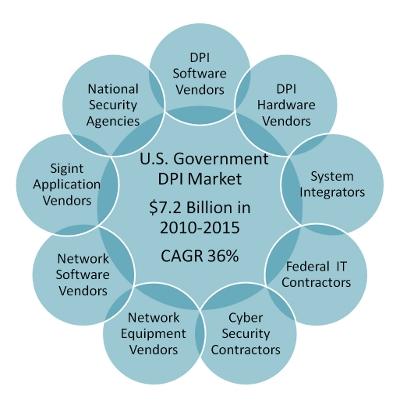 DPI
Software
Vendors
DPI
Hardware
Vendors
System
Integrators
Federal IT
Contractors
Cyber
Security
Contractors
Network
Equipment
Vendors
Network
Software
Vendors
Sigint
Application
Vendors
National
Security
Agencies
U.S. Government
DPI Market
$7.2 Billion in
2010-2015
CAGR 36%